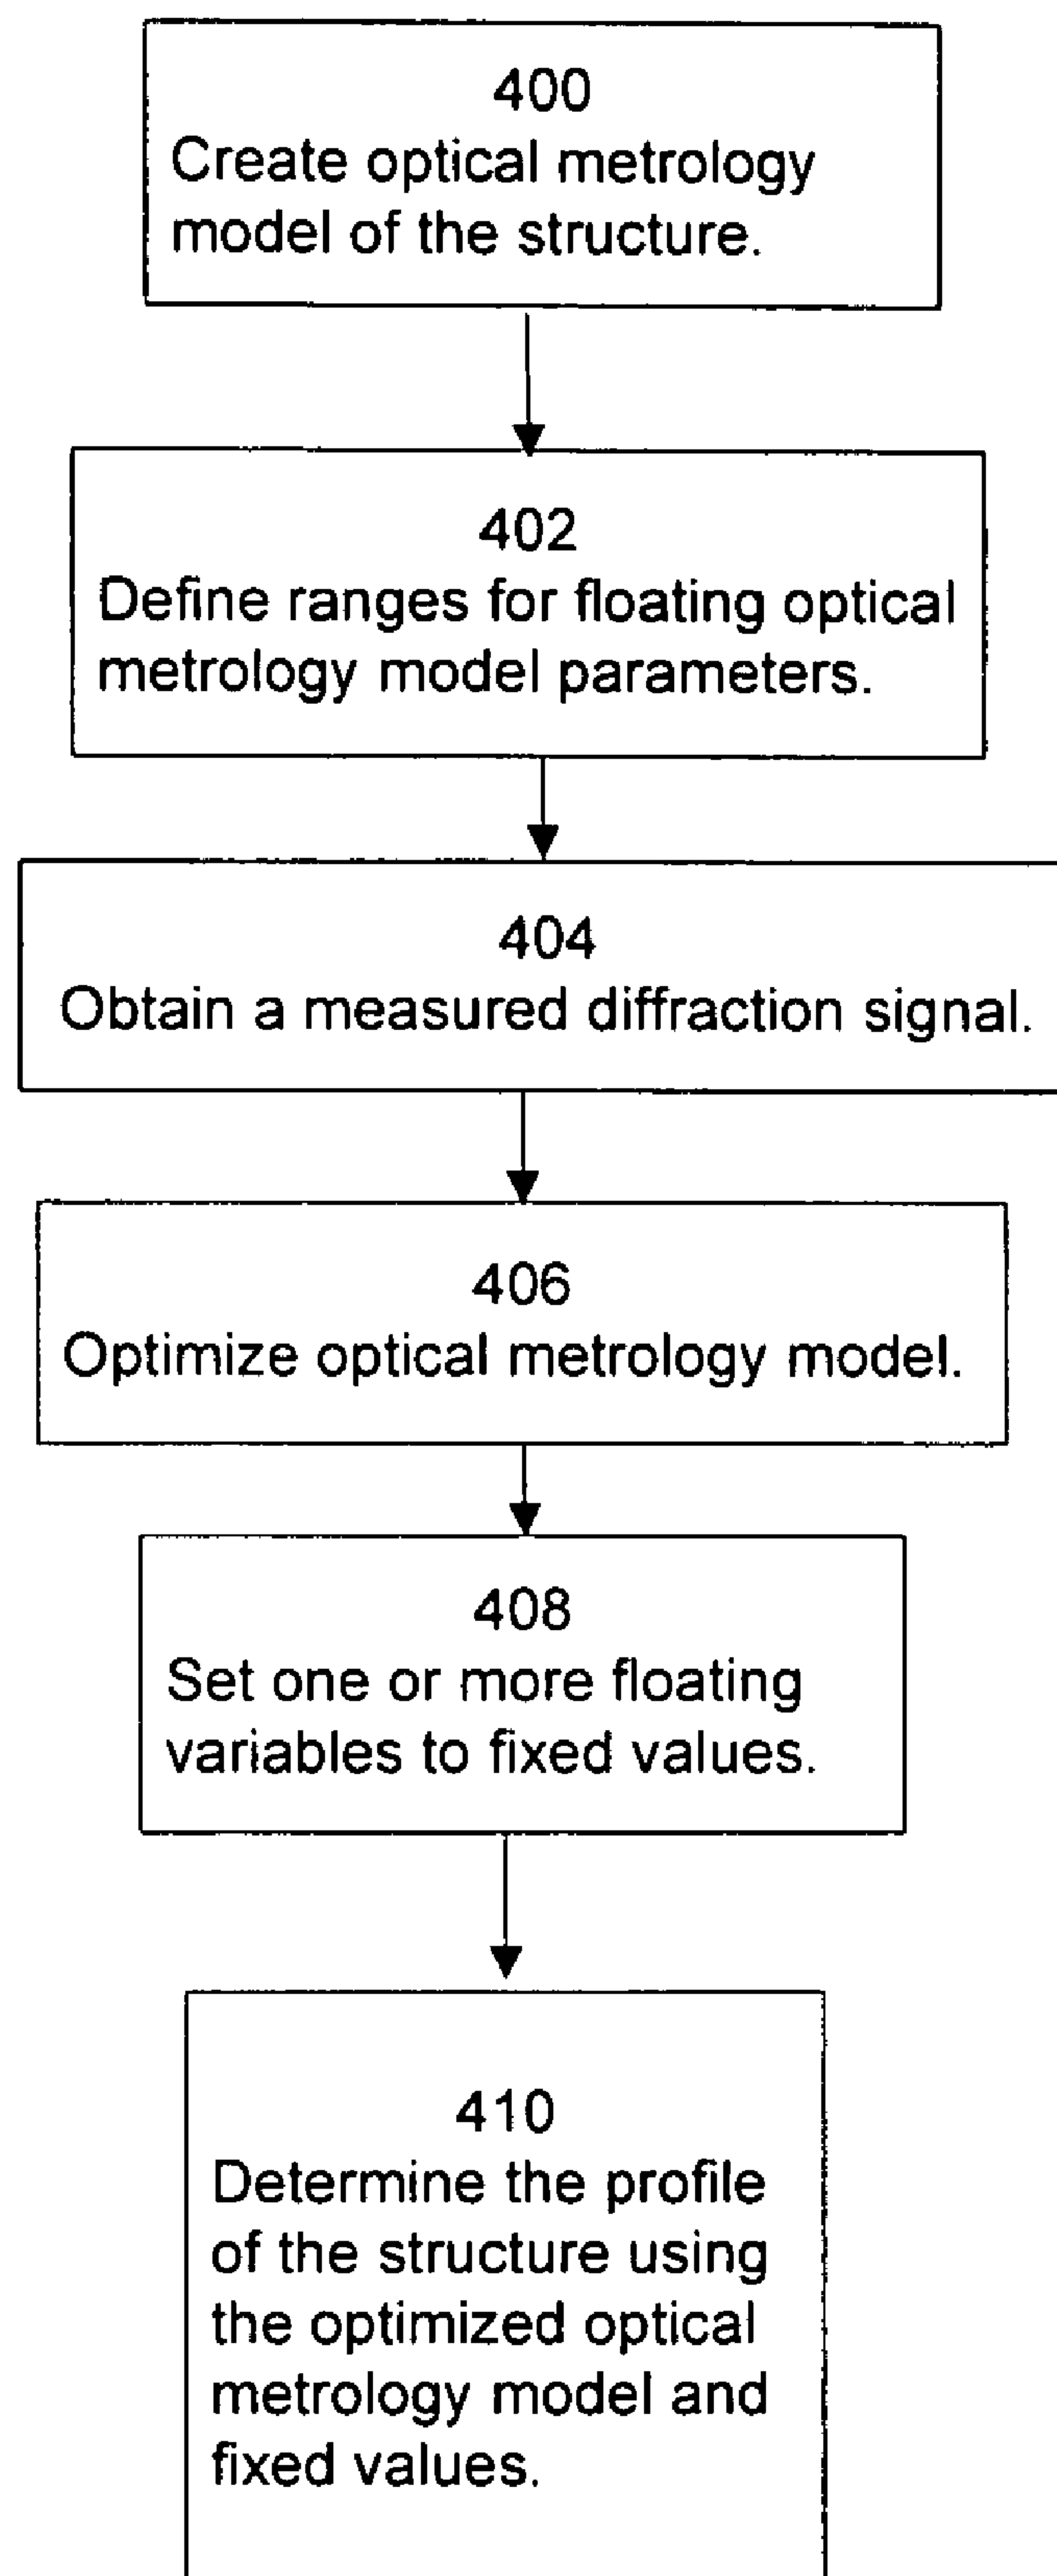 400
Create optical metrology
model of the structure.
402
Define ranges for floating optical
metrology model parameters.
404
Obtain a measured diffraction signal.
406
Optimize optical metrology model.
408
Set one or more floating
variables to fixed values.
410
Determine the profile
of the structure using
the optimized optical
metrology model and
fixed values.